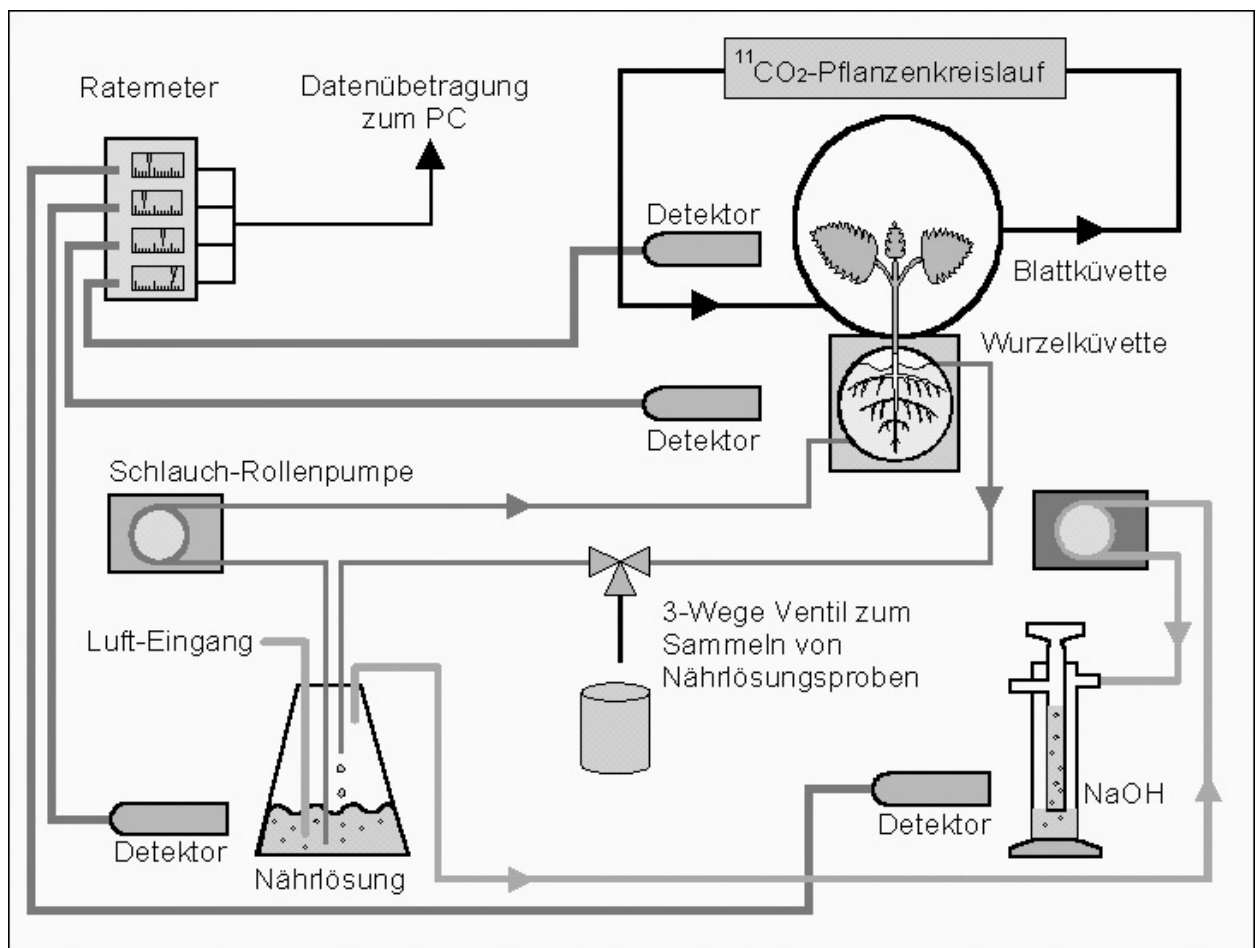 ¹¹CO₂-Pflanzenkreislauf
Ratemeter
Datenübetragung
zum PC
Detektor
Blattküvette
Wurzelküvette
Detektor
Schlauch-Rollenpumpe
3-Wege Ventil zum
Sammeln von
Nährlösungsproben
Luft-Eingang
NaOH
Detektor
Detektor
Nährlösung